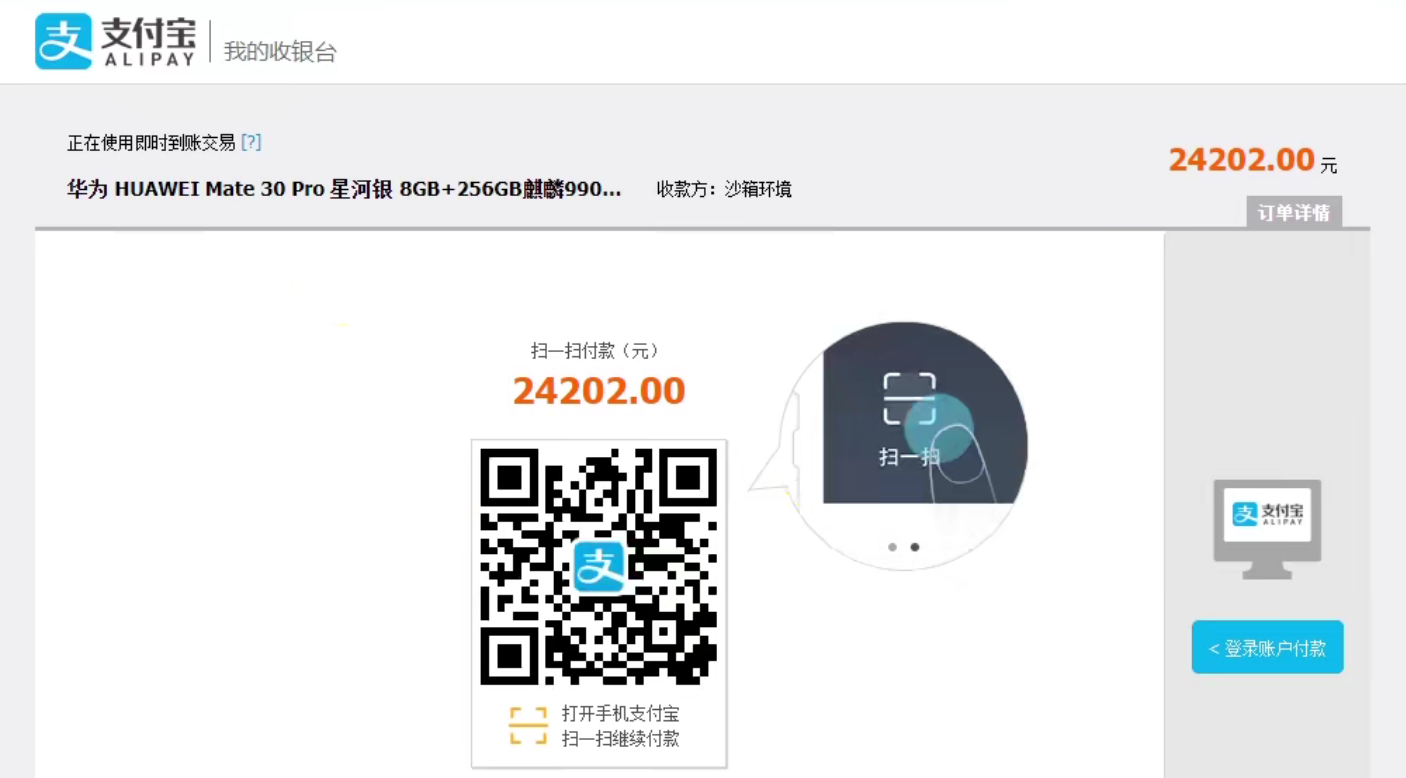 支付宝
ALIPAY
我的收银台
正在使用即时到账交易 [?]
24202.00 元
华为 HUAWEI Mate 30 Pro 星河银 8GB+256GB麒麟990...
收款方：沙箱环境
订单详情
扫一扫付款（元）
24202.00
扫一扫
支
支付宝
ALIPAY
< 登录账户付款
打开手机支付宝
扫一扫继续付款